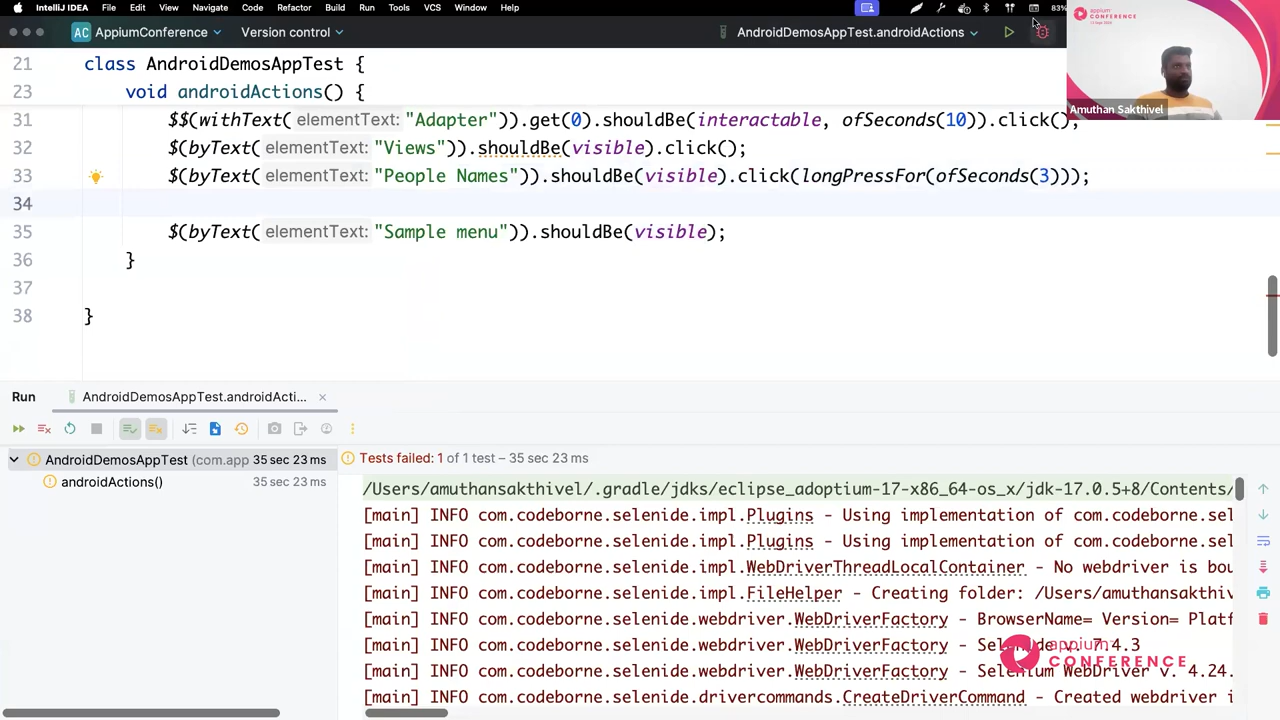 IntelliJ IDEA File Edit View Navigate Code Refactor Build Run Tools VCS Window Help 83%
AC AppiumConference Version control AndroidDemosAppTest.androidActions
appium CONFERENCE
Amuthan Sakthivel
21 class AndroidDemosAppTest {
23 void androidActions() {
31 $$(withText( elementText: "Adapter")).get(0).shouldBe(interactable, ofSeconds(10)).click();
32 $(byText( elementText: "Views")).shouldBe(visible).click();
33 $(byText( elementText: "People Names")).shouldBe(visible).click(longPressFor(ofSeconds(3)));
34
35 $(byText( elementText: "Sample menu")).shouldBe(visible);
36 }
37
38 }
Run AndroidDemosAppTest.androidActi...
AndroidDemosAppTest (com.app 35 sec 23 ms
Tests failed: 1 of 1 test – 35 sec 23 ms
androidActions() 35 sec 23 ms
/Users/amuthansakthivel/.gradle/jdks/eclipse_adoptium-17-x86_64-os_x/jdk-17.0.5+8/Contents/
[main] INFO com.codeborne.selenide.impl.Plugins - Using implementation of com.codeborne.sel
[main] INFO com.codeborne.selenide.impl.Plugins - Using implementation of com.codeborne.sel
[main] INFO com.codeborne.selenide.impl.WebDriverThreadLocalContainer - No webdriver is bou
[main] INFO com.codeborne.selenide.impl.FileHelper - Creating folder: /Users/amuthansakthiv
[main] INFO com.codeborne.selenide.webdriver.WebDriverFactory - BrowserName= Version= Platf
[main] INFO com.codeborne.selenide.webdriver.WebDriverFactory - Selenide v. 7.4.3
[main] INFO com.codeborne.selenide.webdriver.WebDriverFactory - Selenium WebDriver v. 4.24.
[main] INFO com.codeborne.selenide.drivercommands.CreateDriverCommand - Created webdriver i
appium
CONFERENCE